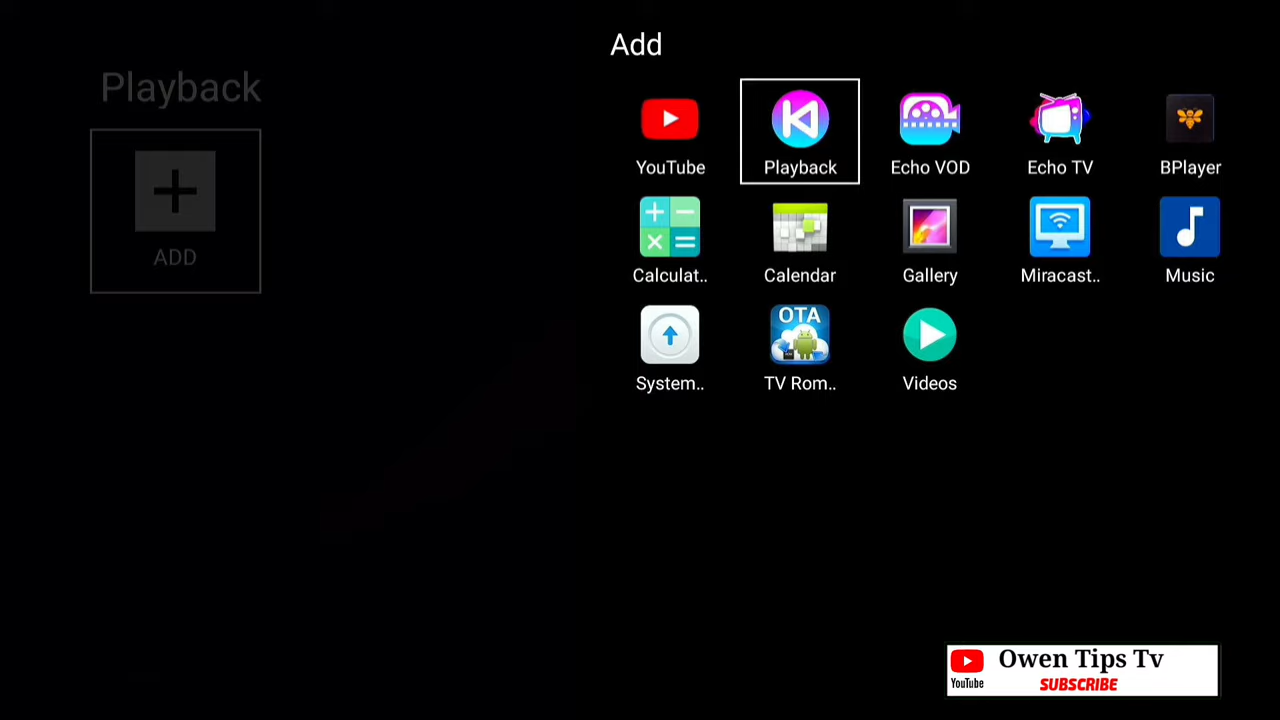 Add
Playback
ADD
YouTube
Playback
Echo VOD
Echo TV
BPlayer
Calculat..
Calendar
Gallery
Miracast..
Music
System..
OTA
TV Rom..
Videos
YouTube
Owen Tips Tv
SUBSCRIBE